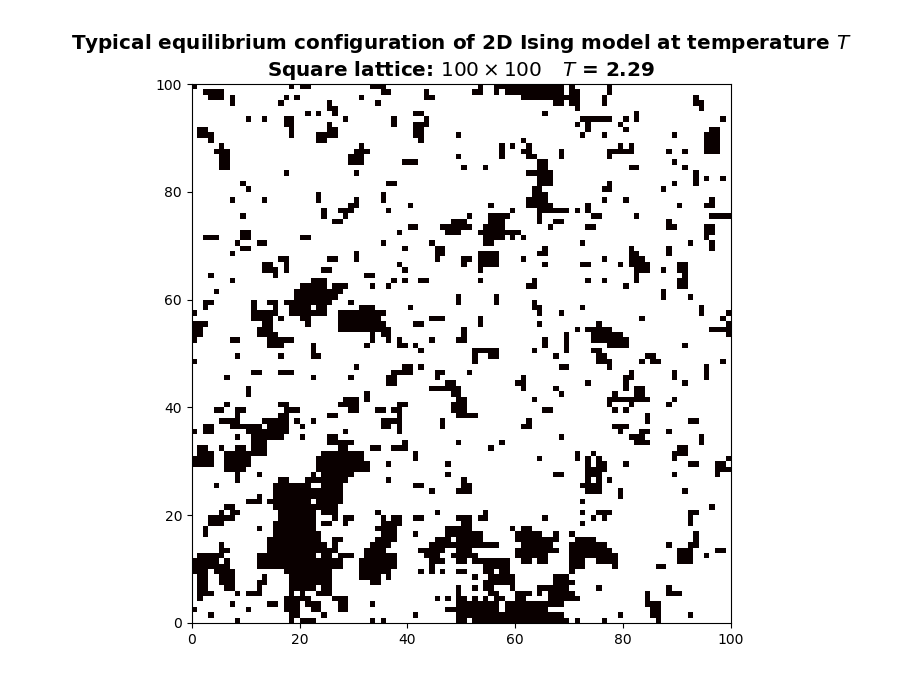 Typical equilibrium configuration of 2D Ising model at temperature T
Square lattice: 100 × 100 T = 2.29
100
80
60
40
20
0
0 20 40 60 80 100